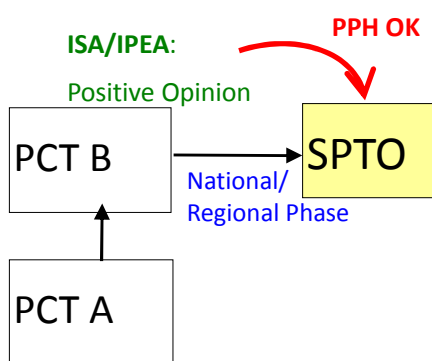 ISA/IPEA:
PPH OK
Positive Opinion
PCT B
SPTO
National/
Regional Phase
PCT A